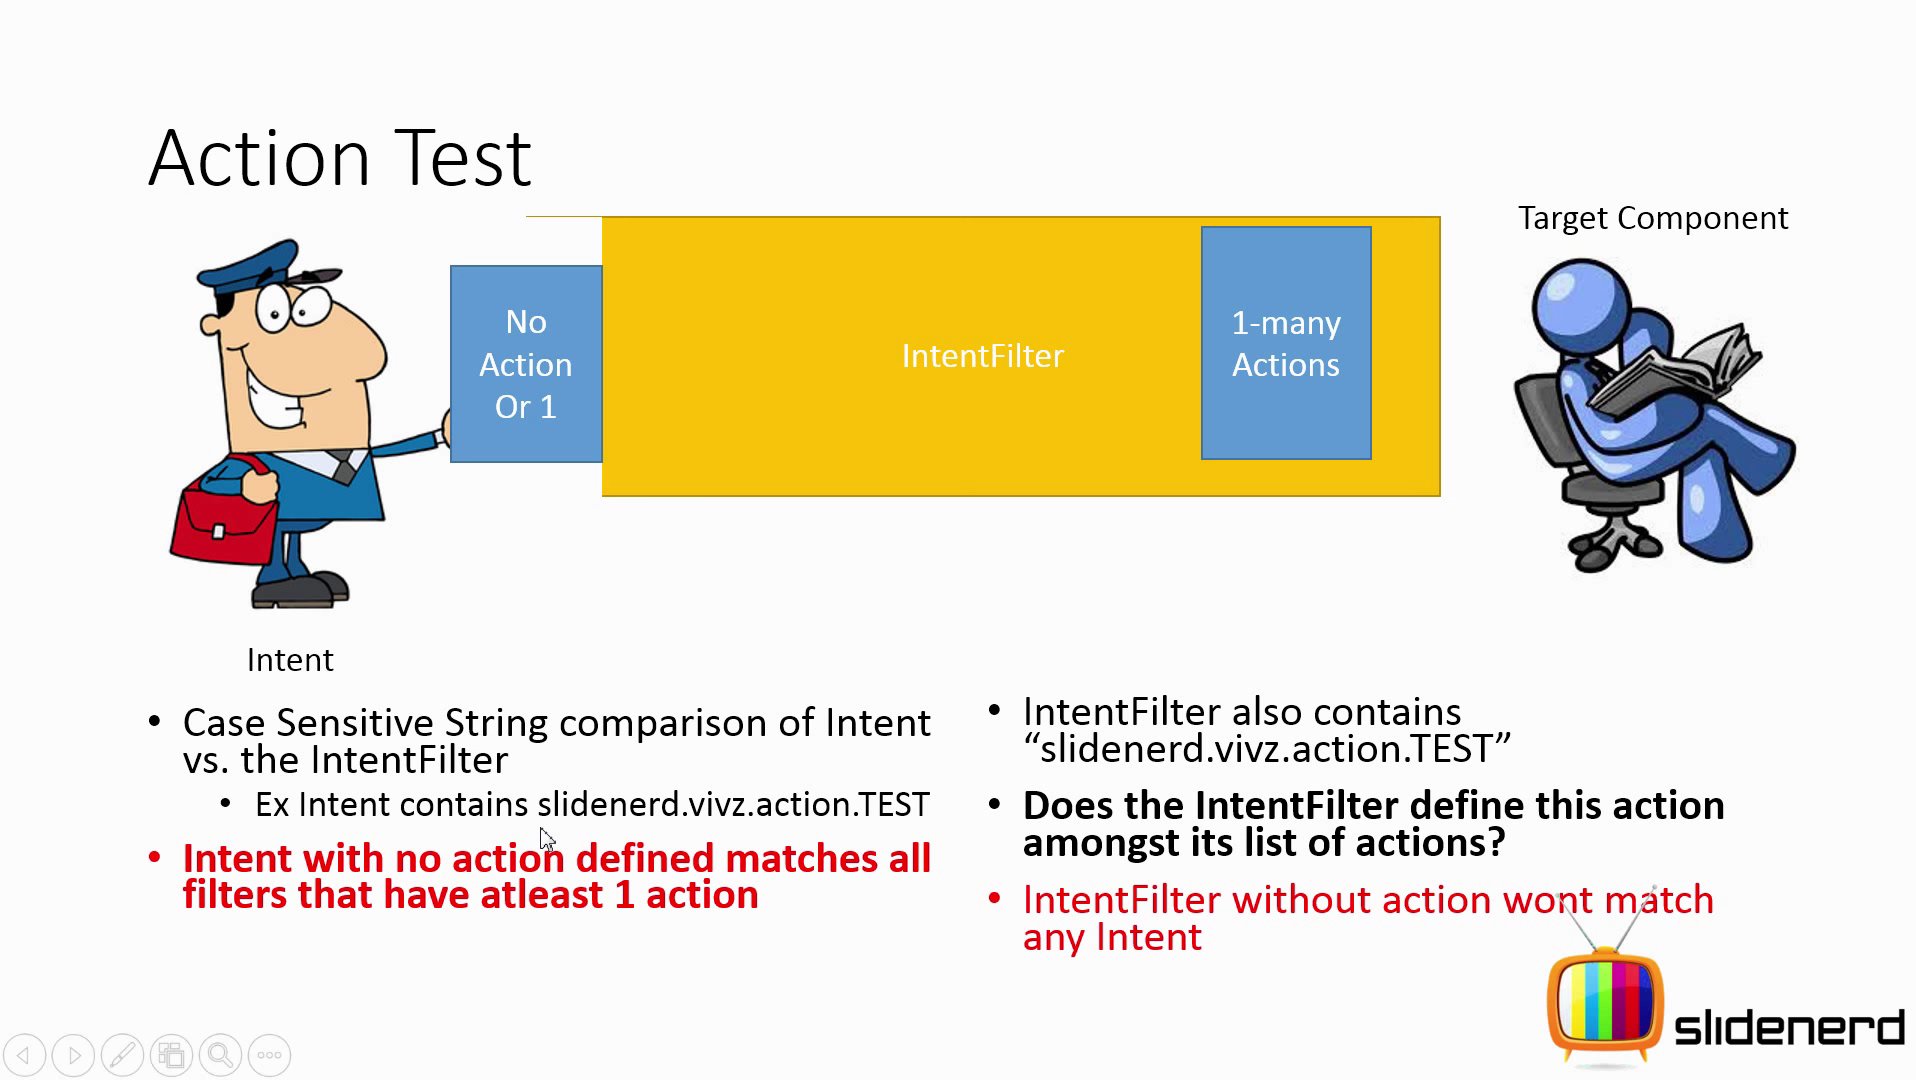 Action Test
Target Component
No
Action
Or 1
IntentFilter
1-many
Actions
Intent
• Case Sensitive String comparison of Intent
vs. the IntentFilter
• Ex Intent contains slidenerd.vivz.action.TEST
• Intent with no action defined matches all
filters that have atleast 1 action
• IntentFilter also contains
“slidenerd.vivz.action.TEST”
• Does the IntentFilter define this action
amongst its list of actions?
• IntentFilter without action wont match
any Intent
slidenerd